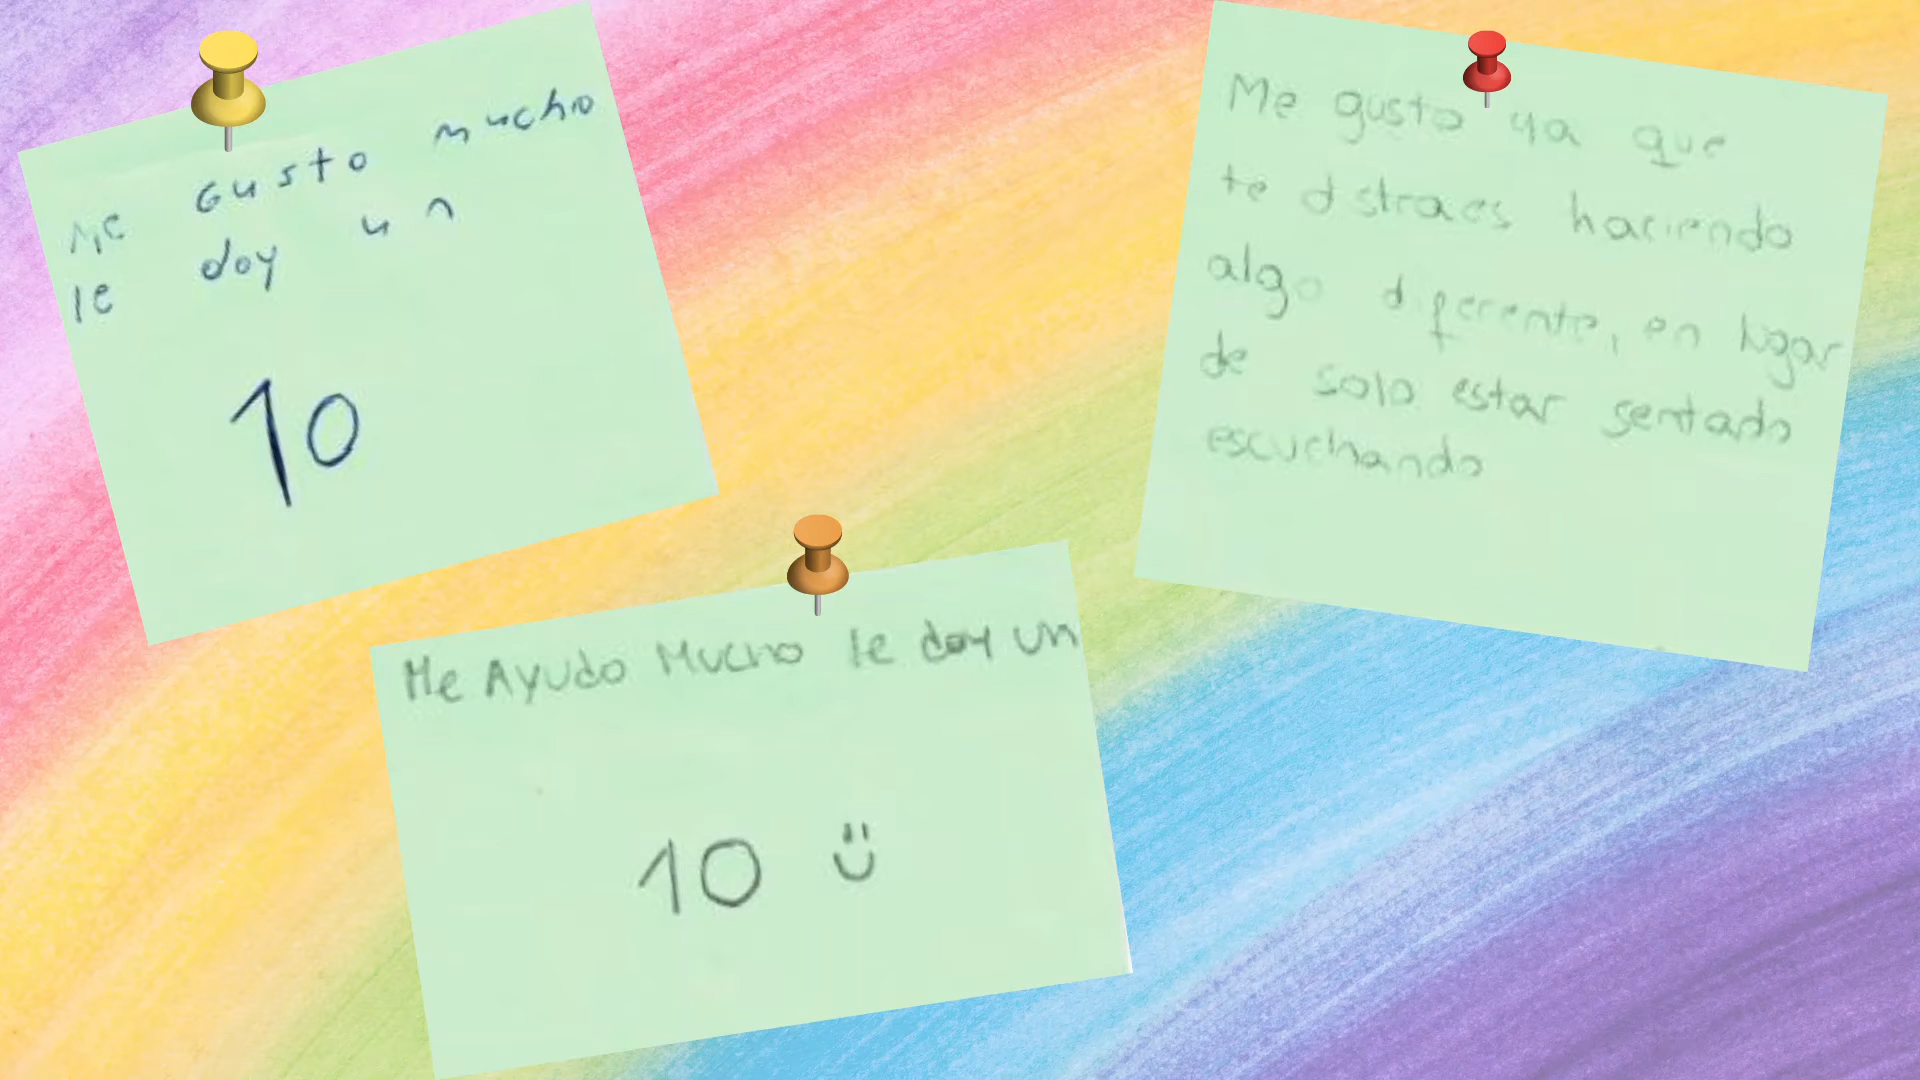 Me Gusto mucho
le doy un
10
Me gusto ya que
te distraes haciendo
algo diferente, en lugar
de solo estar sentado
escuchando
Me Ayudo Mucho le doy un
10 ü